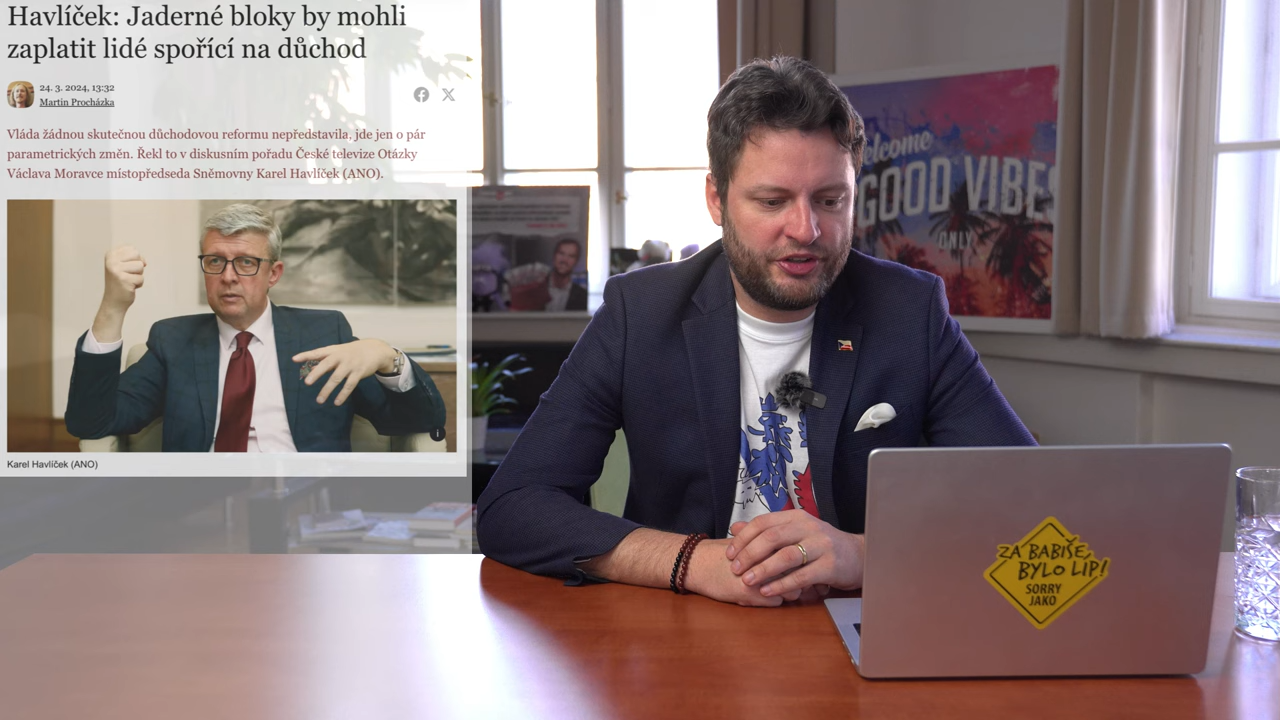 Havlíček: Jaderné bloky by mohli
zaplatit lidé spořící na důchod
24. 3. 2024, 13:32
Martin Procházka
Vláda žádnou skutečnou důchodovou reformu nepředstavila, jde jen o pár
parametrických změn. Řekl to v diskusním pořadu České televize Otázky
Václava Moravce místopředseda Sněmovny Karel Havlíček (ANO).
Karel Havlíček (ANO)
elcome
GOOD VIBES
ONLY
ZA BABIŠE,
BYLO LIP!
SORRY
JAKO